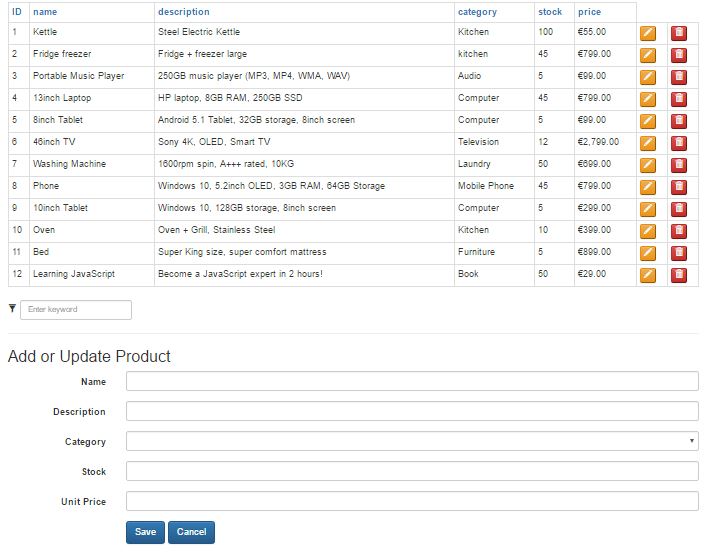 ID name description category stock price
1 Kettle Steel Electric Kettle Kitchen 100 €55.00
2 Fridge freezer Fridge + freezer large kitchen 45 €799.00
3 Portable Music Player 250GB music player (MP3, MP4, WMA, WAV) Audio 5 €99.00
4 13inch Laptop HP laptop, 8GB RAM, 250GB SSD Computer 45 €799.00
5 8inch Tablet Android 5.1 Tablet, 32GB storage, 8inch screen Computer 5 €99.00
6 46inch TV Sony 4K, OLED, Smart TV Television 12 €2,799.00
7 Washing Machine 1600rpm spin, A+++ rated, 10KG Laundry 50 €699.00
8 Phone Windows 10, 5.2inch OLED, 3GB RAM, 64GB Storage Mobile Phone 45 €799.00
9 10inch Tablet Windows 10, 128GB storage, 8inch screen Computer 5 €299.00
10 Oven Oven + Grill, Stainless Steel Kitchen 10 €399.00
11 Bed Super King size, super comfort mattress Furniture 5 €899.00
12 Learning JavaScript Become a JavaScript expert in 2 hours! Book 50 €29.00
Enter keyword
Add or Update Product
Name
Description
Category
Stock
Unit Price
Save Cancel